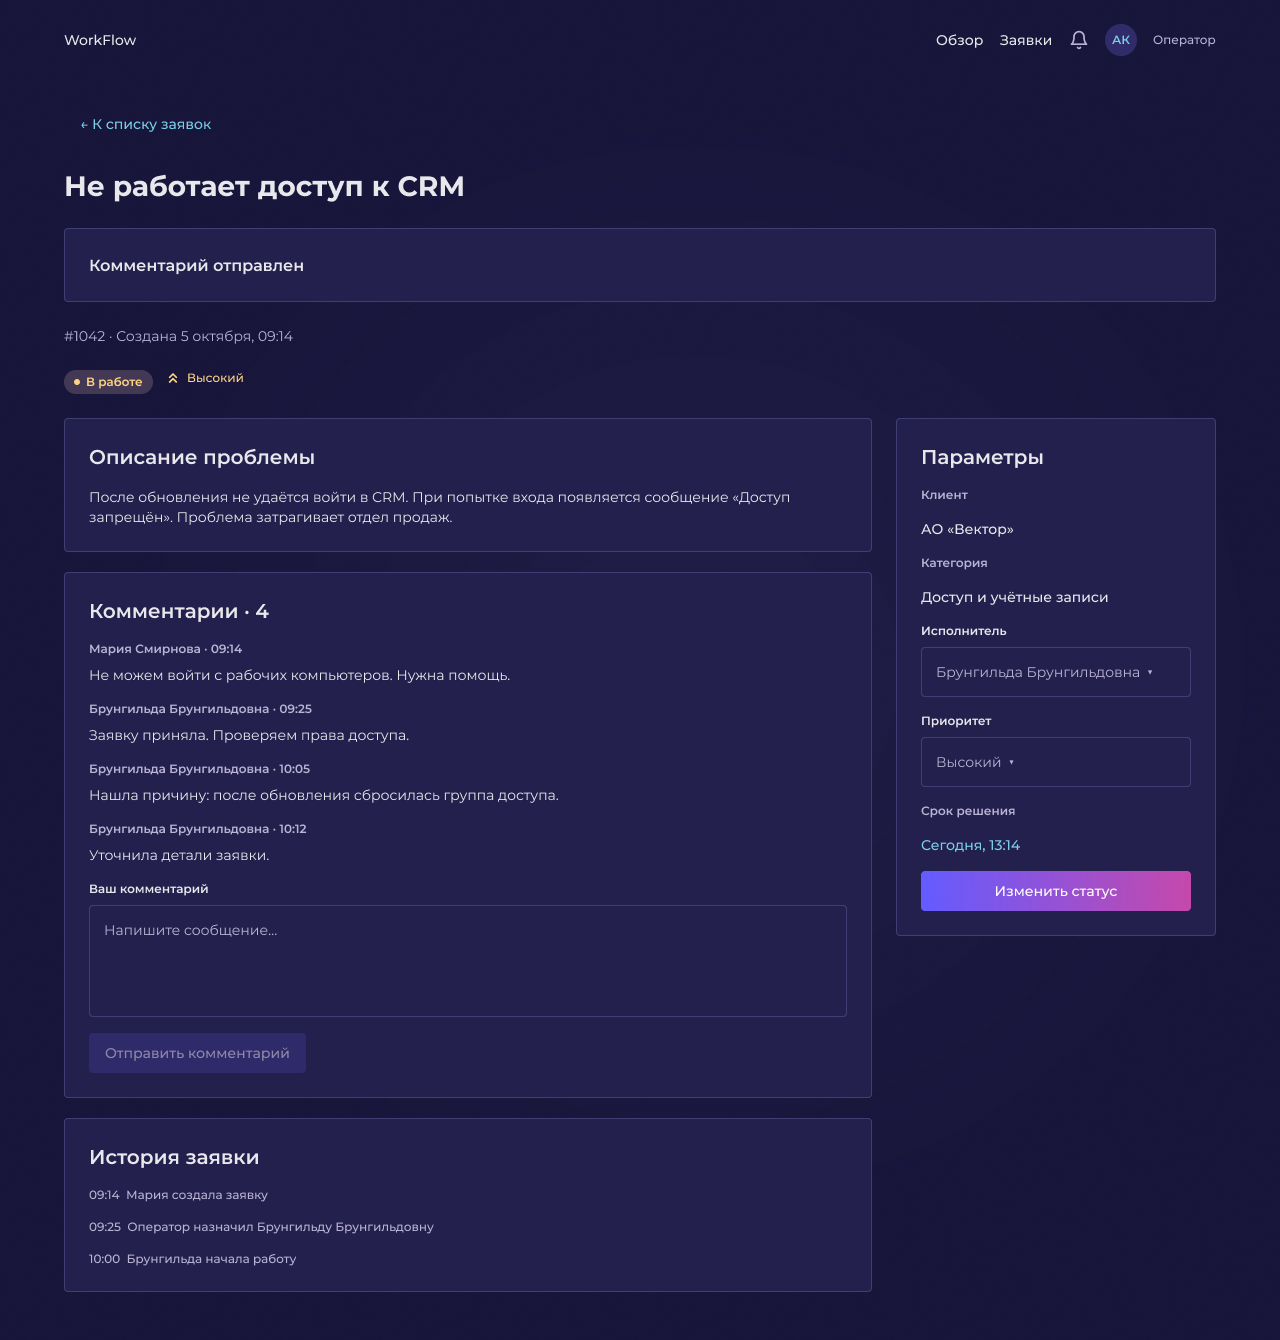 WorkFlow
Обзор
Заявки
АК
Оператор
← К списку заявок
Не работает доступ к CRM
Комментарий отправлен
#1042 · Создана 5 октября, 09:14
В работе
Высокий
Описание проблемы
После обновления не удаётся войти в CRM. При попытке входа появляется сообщение «Доступ
запрещён». Проблема затрагивает отдел продаж.
Комментарии · 4
Мария Смирнова · 09:14
Не можем войти с рабочих компьютеров. Нужна помощь.
Брунгильда Брунгильдовна · 09:25
Заявку приняла. Проверяем права доступа.
Брунгильда Брунгильдовна · 10:05
Нашла причину: после обновления сбросилась группа доступа.
Брунгильда Брунгильдовна · 10:12
Уточнила детали заявки.
Ваш комментарий
Напишите сообщение...
Отправить комментарий
История заявки
09:14 Мария создала заявку
09:25 Оператор назначил Брунгильду Брунгильдовну
10:00 Брунгильда начала работу
Параметры
Клиент
АО «Вектор»
Категория
Доступ и учётные записи
Исполнитель
Брунгильда Брунгильдовна
Приоритет
Высокий
Срок решения
Сегодня, 13:14
Изменить статус